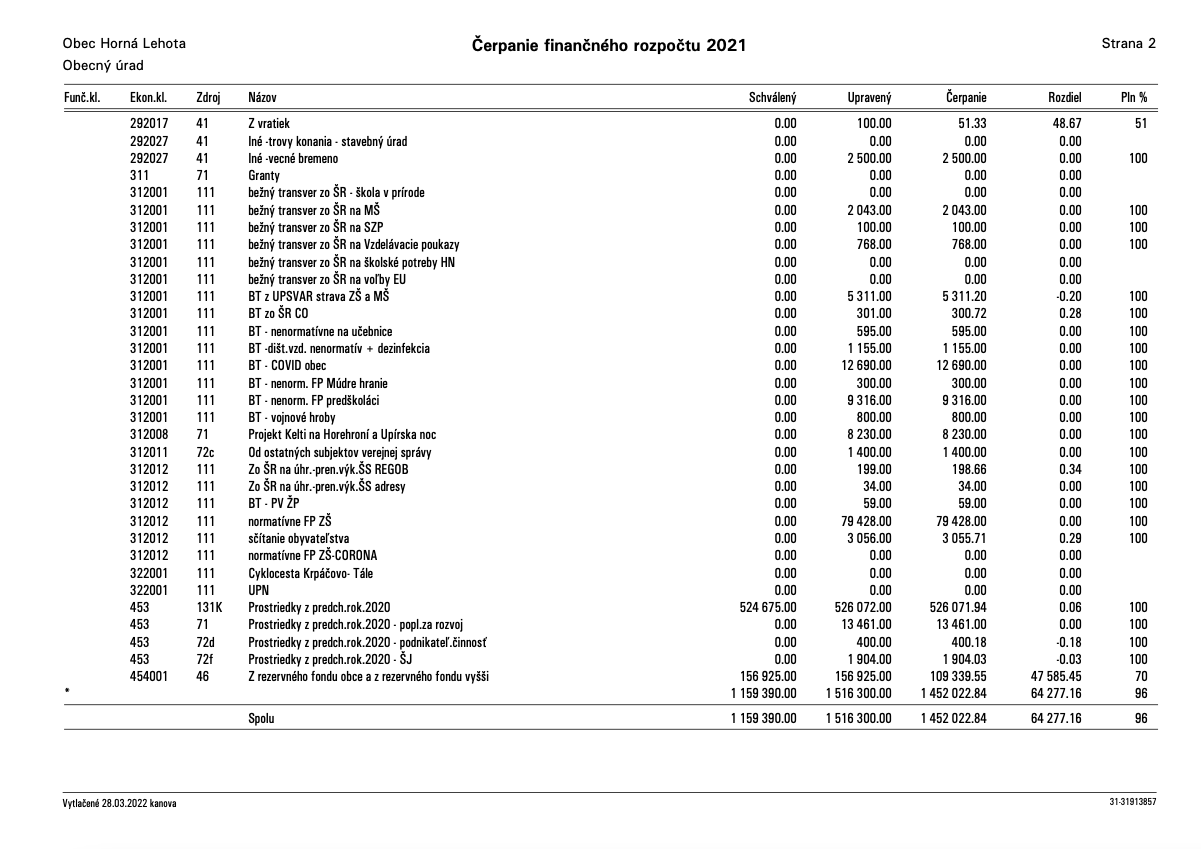 Obec Horná Lehota Čerpanie finančného rozpočtu 2021 Strana 2
Obecný úrad
Funč.kl. Ekon.kl. Zdroj Názov Schválený Upravený Čerpanie Rozdiel Pln %
292017 41 Z vratiek 0.00 100.00 51.33 48.67 51
292027 41 Iné -trovy konania - stavebný úrad 0.00 0.00 0.00 0.00
292027 41 Iné -vecné bremeno 0.00 2 500.00 2 500.00 0.00 100
311 71 Granty 0.00 0.00 0.00 0.00
312001 111 bežný transver zo ŠR - škola v prírode 0.00 0.00 0.00 0.00
312001 111 bežný transver zo ŠR na MŠ 0.00 2 043.00 2 043.00 0.00 100
312001 111 bežný transver zo ŠR na SZP 0.00 100.00 100.00 0.00 100
312001 111 bežný transver zo ŠR na Vzdelávacie poukazy 0.00 768.00 768.00 0.00 100
312001 111 bežný transver zo ŠR na školské potreby HN 0.00 0.00 0.00 0.00
312001 111 bežný transver zo ŠR na voľby EU 0.00 0.00 0.00 0.00
312001 111 BT z UPSVAR strava ZŠ a MŠ 0.00 5 311.00 5 311.20 -0.20 100
312001 111 BT zo ŠR CO 0.00 301.00 300.72 0.28 100
312001 111 BT - nenormatívne na učebnice 0.00 595.00 595.00 0.00 100
312001 111 BT -dišt.vzd. nenormatív + dezinfekcia 0.00 1 155.00 1 155.00 0.00 100
312001 111 BT - COVID obec 0.00 12 690.00 12 690.00 0.00 100
312001 111 BT - nenorm. FP Múdre hranie 0.00 300.00 300.00 0.00 100
312001 111 BT - nenorm. FP predškoláci 0.00 9 316.00 9 316.00 0.00 100
312001 111 BT - vojnové hroby 0.00 800.00 800.00 0.00 100
312008 71 Projekt Kelti na Horehroní a Upírska noc 0.00 8 230.00 8 230.00 0.00 100
312011 72c Od ostatných subjektov verejnej správy 0.00 1 400.00 1 400.00 0.00 100
312012 111 Zo ŠR na úhr.-pren.výk.ŠS REGOB 0.00 199.00 198.66 0.34 100
312012 111 Zo ŠR na úhr.-pren.výk.ŠS adresy 0.00 34.00 34.00 0.00 100
312012 111 BT - PV ŽP 0.00 59.00 59.00 0.00 100
312012 111 normatívne FP ZŠ 0.00 79 428.00 79 428.00 0.00 100
312012 111 sčítanie obyvateľstva 0.00 3 056.00 3 055.71 0.29 100
312012 111 normatívne FP ZŠ-CORONA 0.00 0.00 0.00 0.00
322001 111 Cyklocesta Krpáčovo- Tále 0.00 0.00 0.00 0.00
322001 111 UPN 0.00 0.00 0.00 0.00
453 131K Prostriedky z predch.rok.2020 524 675.00 526 072.00 526 071.94 0.06 100
453 71 Prostriedky z predch.rok.2020 - popl.za rozvoj 0.00 13 461.00 13 461.00 0.00 100
453 72d Prostriedky z predch.rok.2020 - podnikateľ.činnosť 0.00 400.00 400.18 -0.18 100
453 72f Prostriedky z predch.rok.2020 - ŠJ 0.00 1 904.00 1 904.03 -0.03 100
454001 46 Z rezervného fondu obce a z rezervného fondu vyšši 156 925.00 156 925.00 109 339.55 47 585.45 70
* 1 159 390.00 1 516 300.00 1 452 022.84 64 277.16 96
Spolu 1 159 390.00 1 516 300.00 1 452 022.84 64 277.16 96
Vytlačené 28.03.2022 kanova 31-31913857